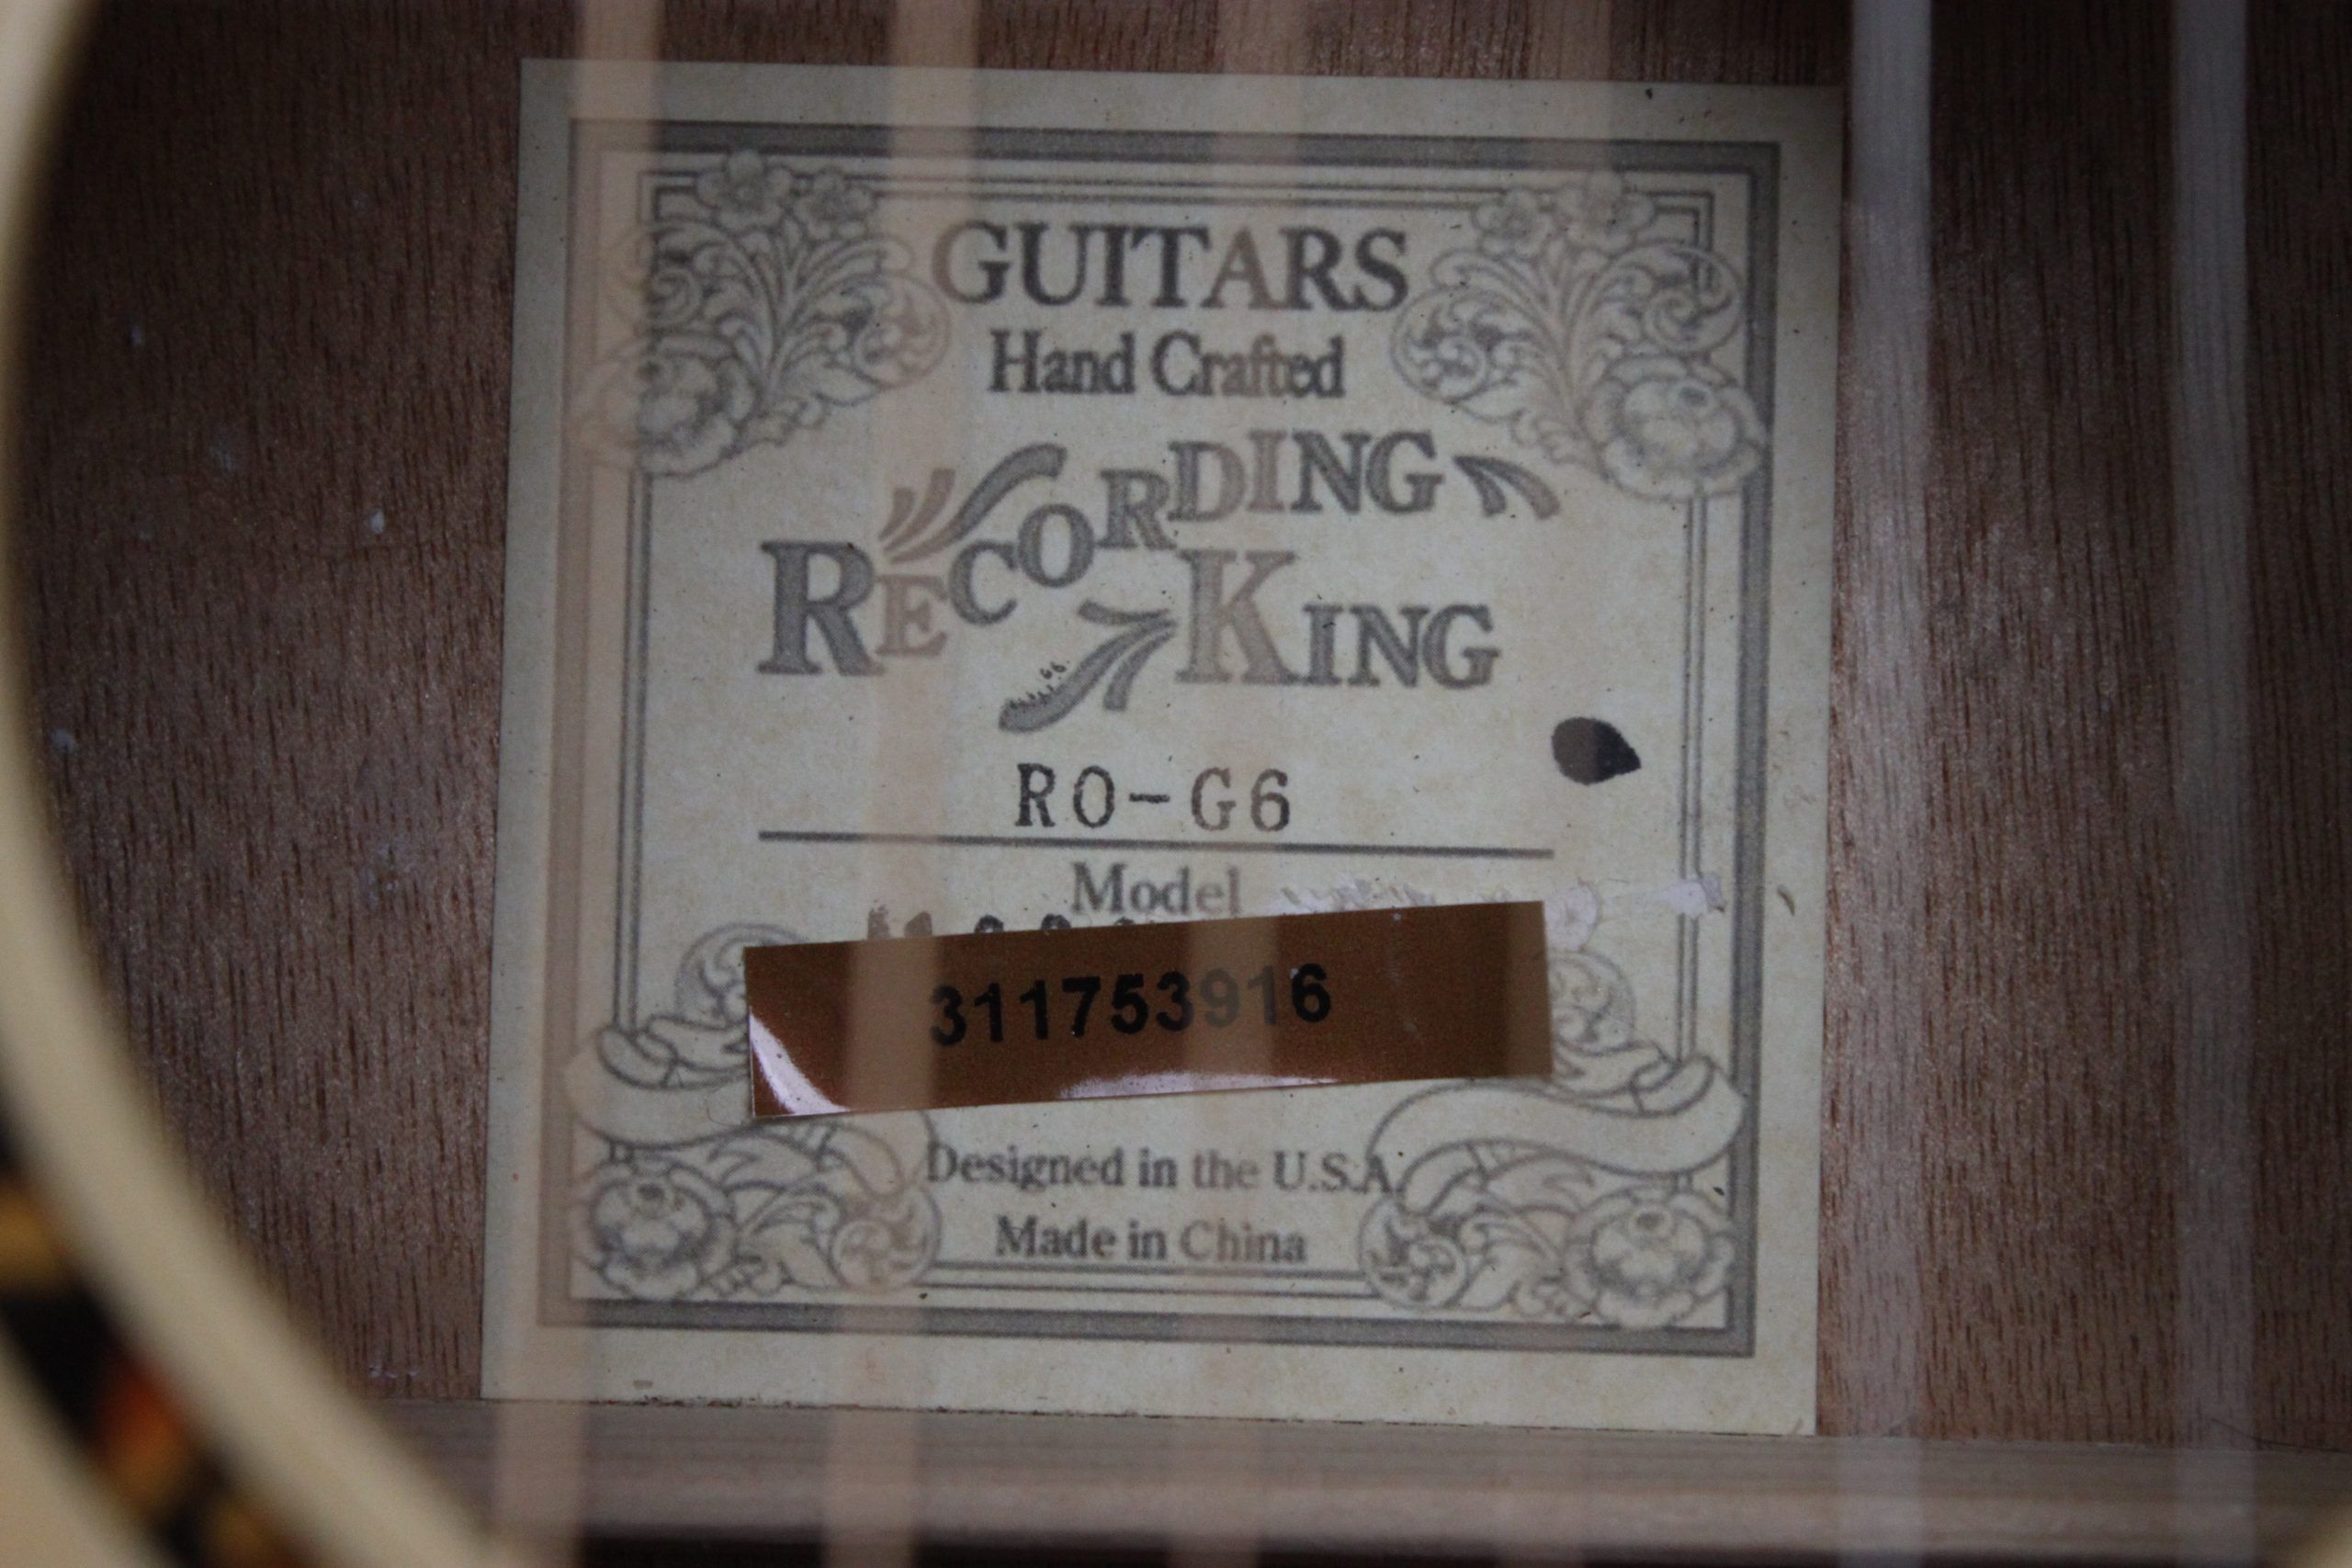 GUITARS
Hand Crafted
RECORDING
KING
RO-G6
Model
311753916
Designed in the U.S.A.
Made in China